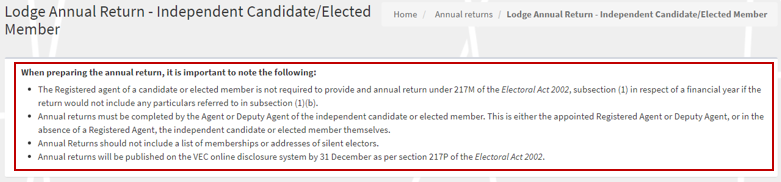 Lodge Annual Return - Independent Candidate/Elected
Member
Home / Annual returns / Lodge Annual Return - Independent Candidate/Elected Member
When preparing the annual return, it is important to note the following:
• The Registered agent of a candidate or elected member is not required to provide and annual return under 217M of the Electoral Act 2002, subsection (1) in respect of a financial year if the
return would not include any particulars referred to in subsection (1)(b).
• Annual returns must be completed by the Agent or Deputy Agent of the independent candidate or elected member. This is either the appointed Registered Agent or Deputy Agent, or in the
absence of a Registered Agent, the independent candidate or elected member themselves.
• Annual Returns should not include a list of memberships or addresses of silent electors.
• Annual returns will be published on the VEC online disclosure system by 31 December as per section 217P of the Electoral Act 2002.